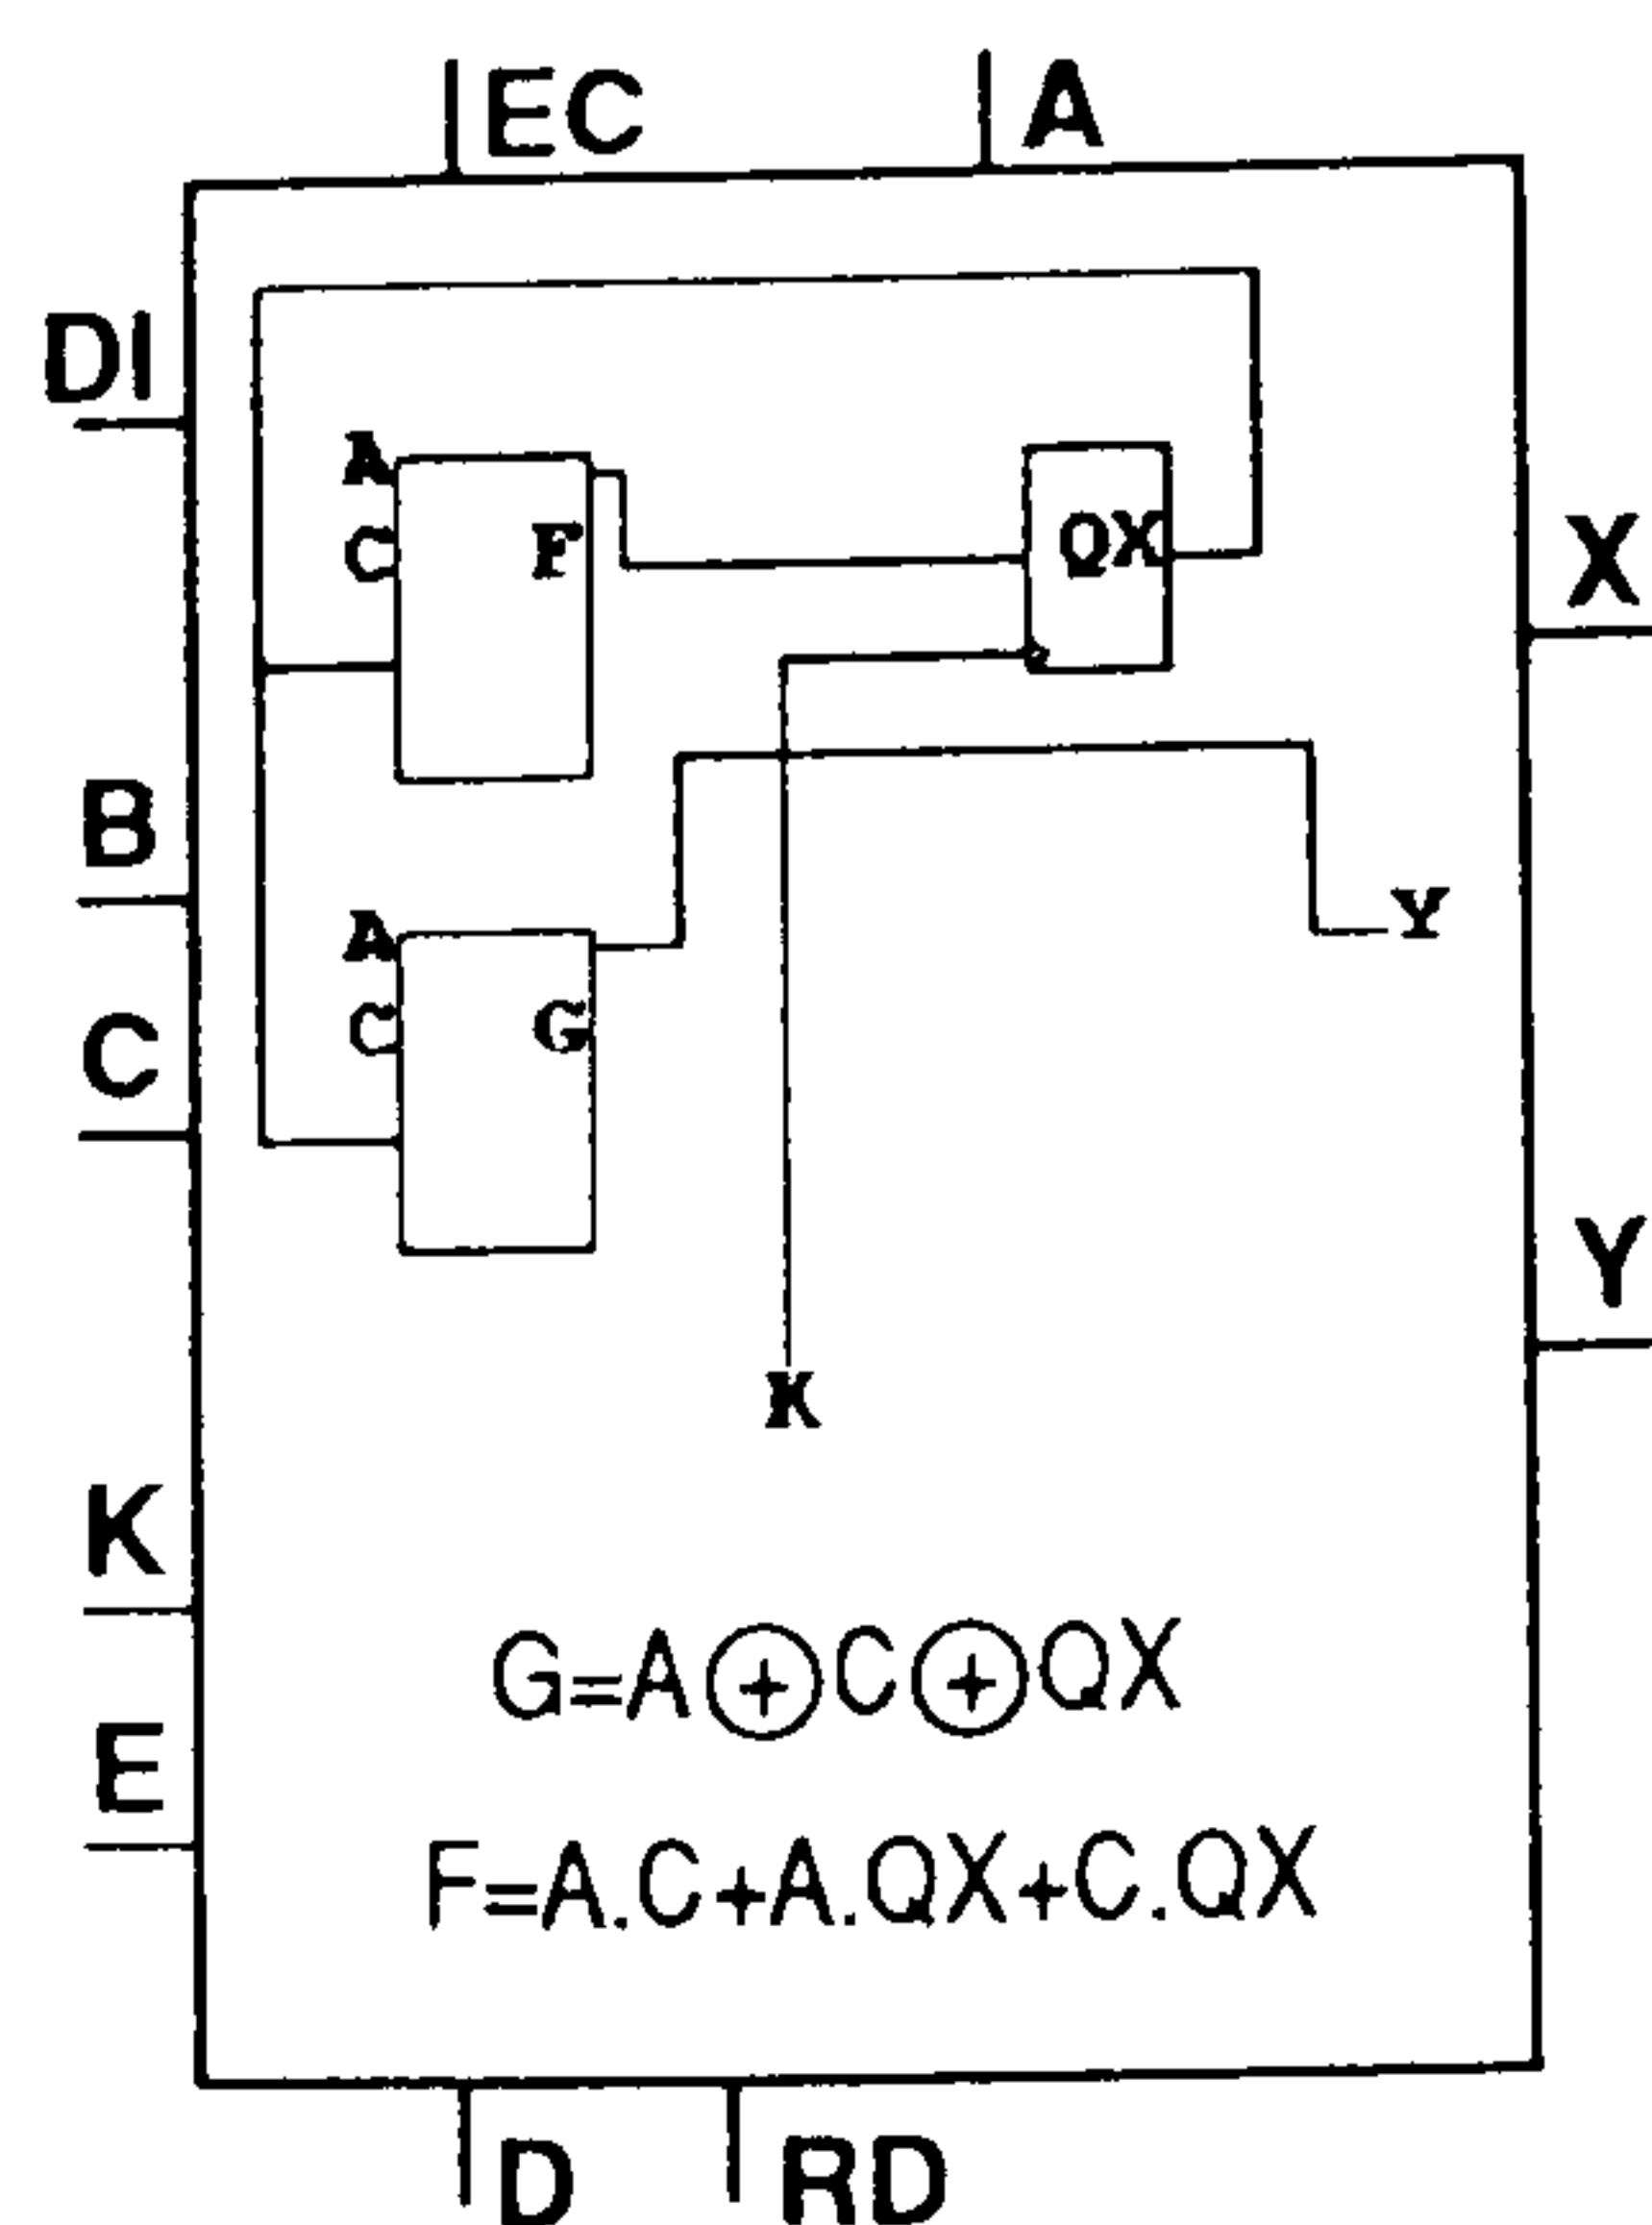 EC
A
DI
A
C
F
QX
X
B
Y
A
C
G
C
Y
K
K
G=A⊕C⊕QX
E
F=A.C+A.QX+C.QX
D
RD